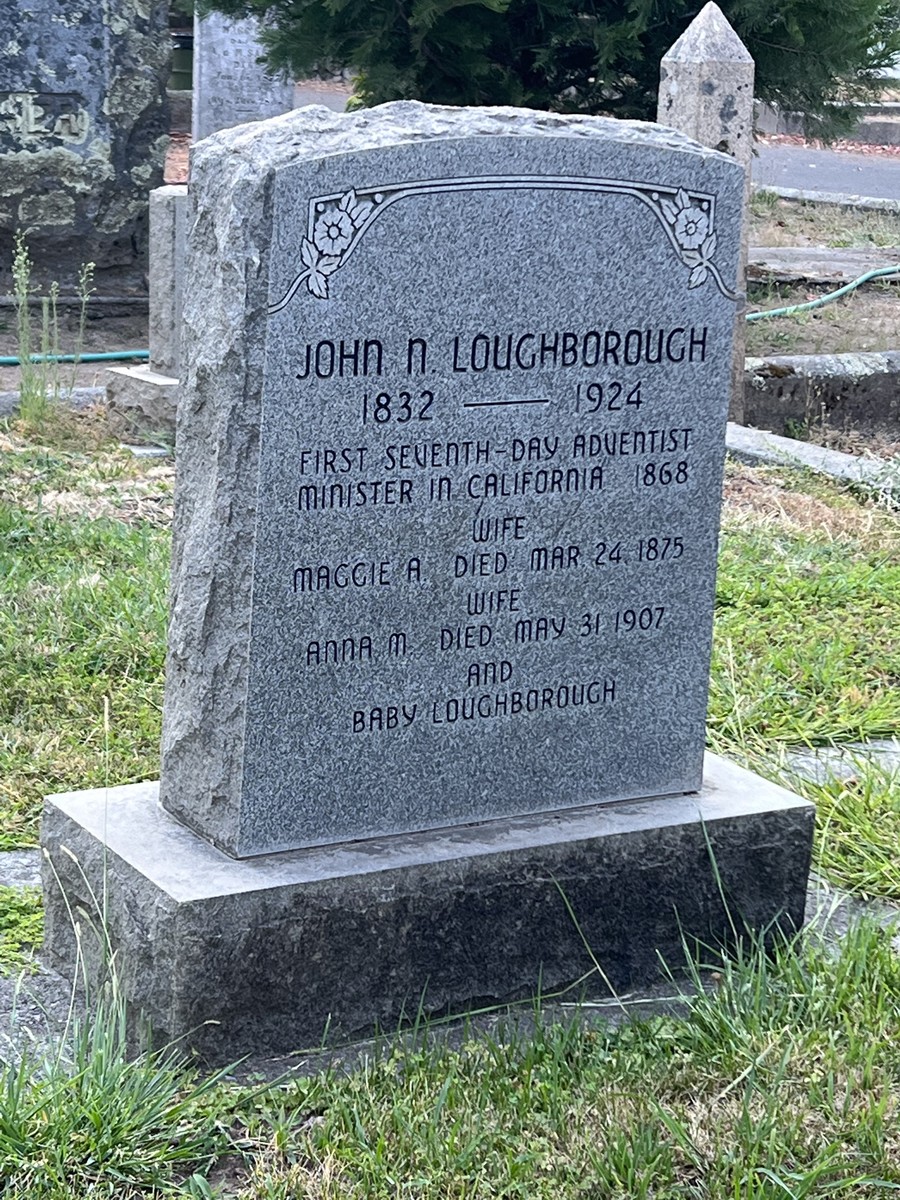 JOHN N. LOUGHBOROUGH
1832 — 1924
FIRST SEVENTH-DAY ADVENTIST
MINISTER IN CALIFORNIA 1868
WIFE
MAGGIE A. DIED MAR 24, 1875
WIFE
ANNA M. DIED MAY 31 1907
AND
BABY LOUGHBOROUGH